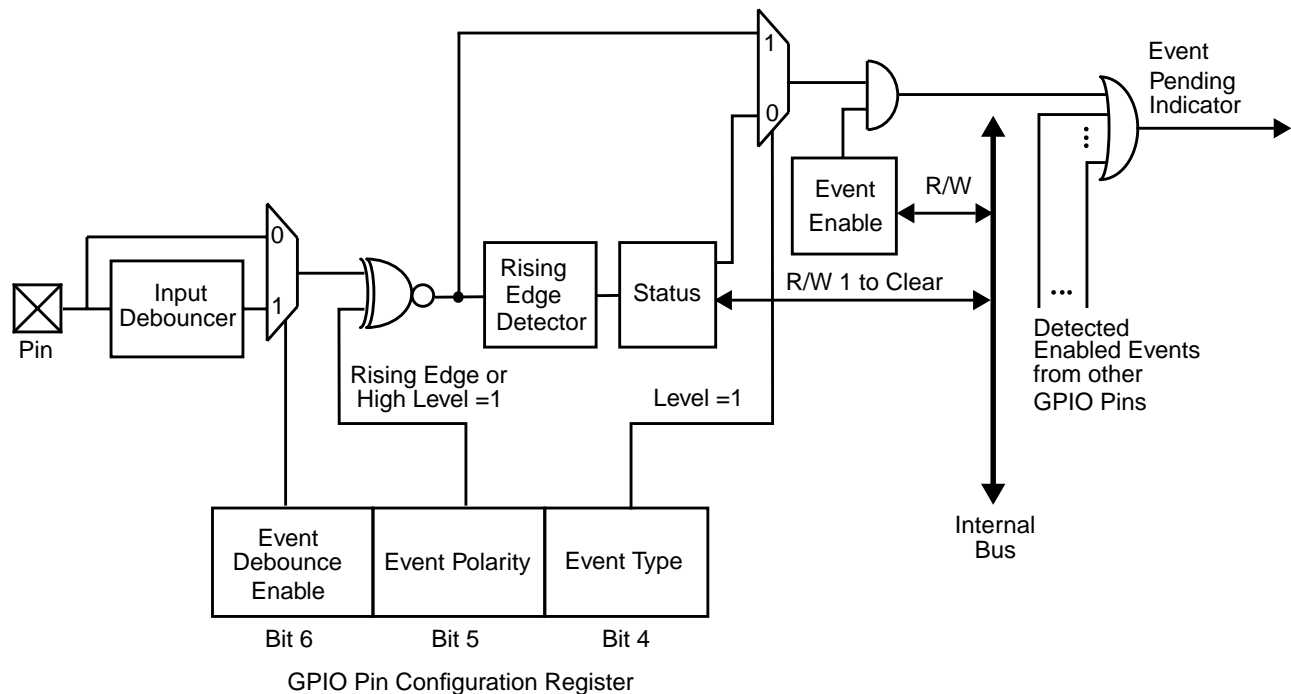 1
0
Event
Pending
Indicator
...
Event
Enable
R/W
0
1
Input
Debouncer
Pin
Rising
Edge
Detector
Status
R/W 1 to Clear
...
Detected
Enabled Events
from other
GPIO Pins
Rising Edge or
High Level =1
Level =1
Internal
Bus
Event
Debounce
Enable
Event Polarity
Event Type
Bit 6
Bit 5
Bit 4
GPIO Pin Configuration Register